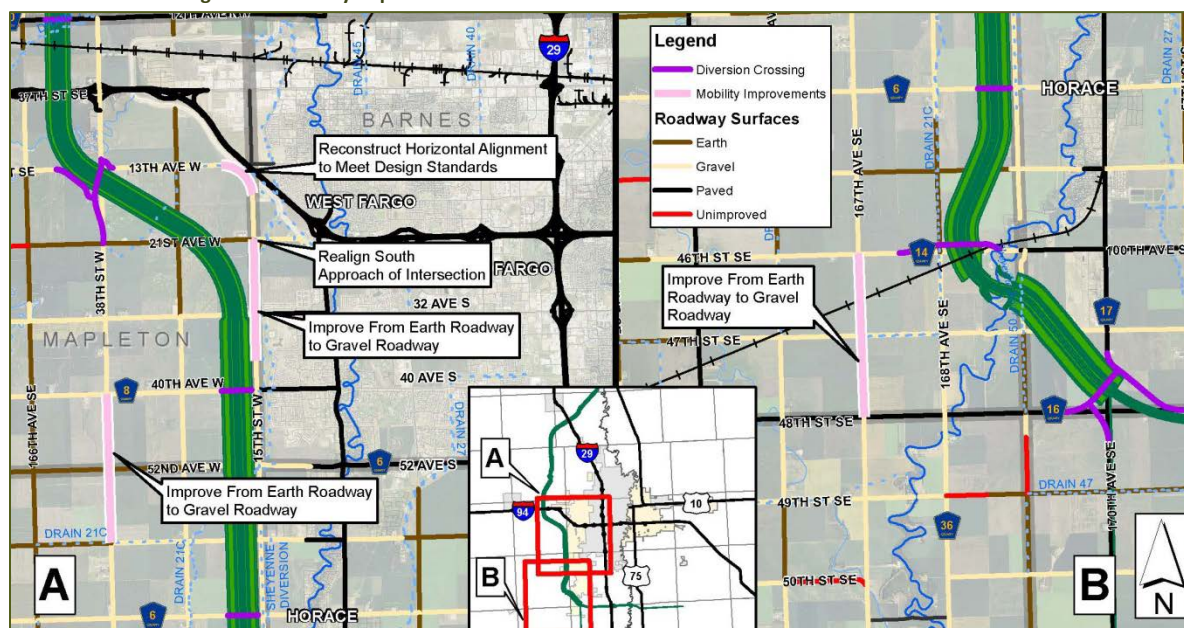 12TH AVE NW
29
DRAIN 45
DRAIN 40
37TH ST SE
BARNES
13TH AVE W
Reconstruct Horizontal Alignment
to Meet Design Standards
WEST FARGO
21ST AVE W
38TH ST W
Realign South
Approach of Intersection
FARGO
32 AVE S
MAPLETON
Improve From Earth Roadway
to Gravel Roadway
8
40TH AVE W
40 AVE S
166TH AVE SE
15TH ST W
DRAIN 27
52ND AVE W
6
52 AVE S
Improve From Earth Roadway
to Gravel Roadway
DRAIN 21C
DRAIN 21C
SHEYENNE
DIVERSION
A
6
HORACE
A
29
94
10
75
B
Legend
Diversion Crossing
Mobility Improvements
Roadway Surfaces
Earth
Gravel
Paved
Unimproved
6
DRAIN 21C
HORACE
DRAIN 27
167TH AVE SE
46TH ST SE
14
100TH AVE S
Improve From Earth
Roadway to Gravel
Roadway
47TH ST SE
168TH AVE SE
DRAIN 50
17
48TH ST SE
16
170TH AVE SE
49TH ST SE
DRAIN 47
36
50TH ST SE
B
N